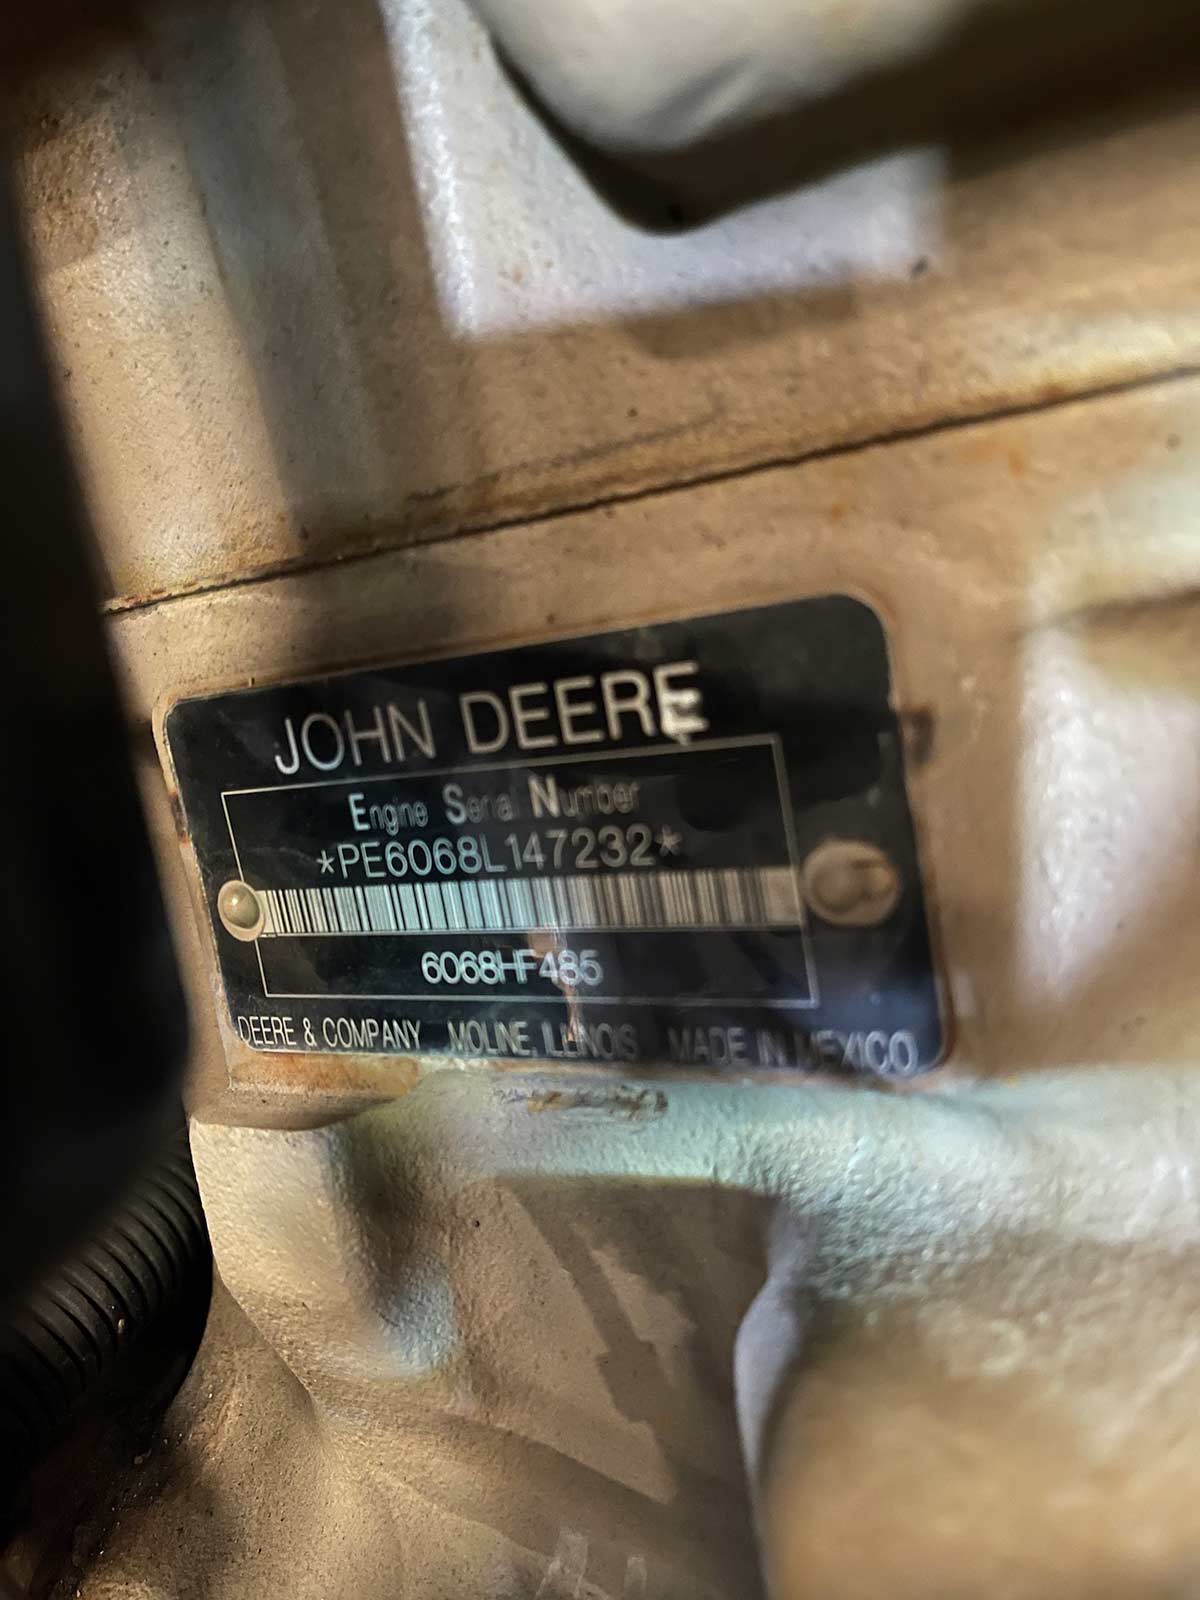 JOHN DEERE
Engine Serial Number
*PE6068L147232*
6068HF485
DEERE & COMPANY MOLINE, ILLINOIS MADE IN MEXICO